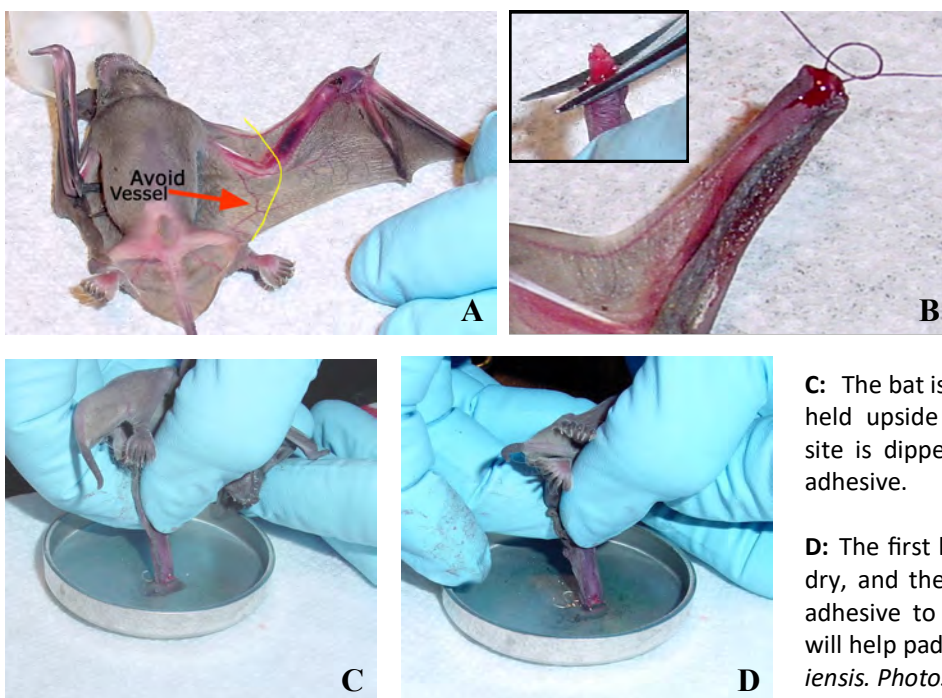 Avoid
Vessel
A
B
C
D
C: The bat is
held upside
site is dippe
adhesive.
D: The first
dry, and the
adhesive to
will help pad
iensis. Photo